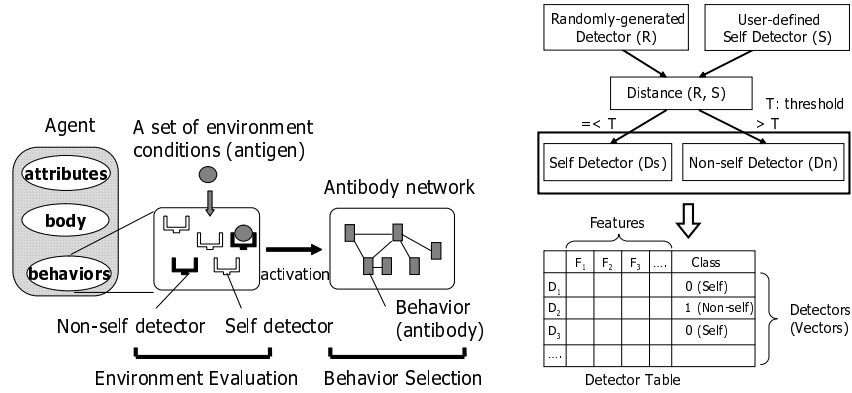 Agent
attributes
body
behaviors
A set of environment
conditions (antigen)
activation
Non-self detector
Self detector
Environment Evaluation
Antibody network
Behavior
(antibody)
Behavior Selection
Randomly-generated
Detector (R)
User-defined
Self Detector (S)
Distance (R, S)
T: threshold
=< T
> T
Self Detector (Ds)
Non-self Detector (Dn)
Features
F1 F2 F3 .... Class
D1 0 (Self)
D2 1 (Non-self)
D3 0 (Self)
....
Detectors
(Vectors)
Detector Table